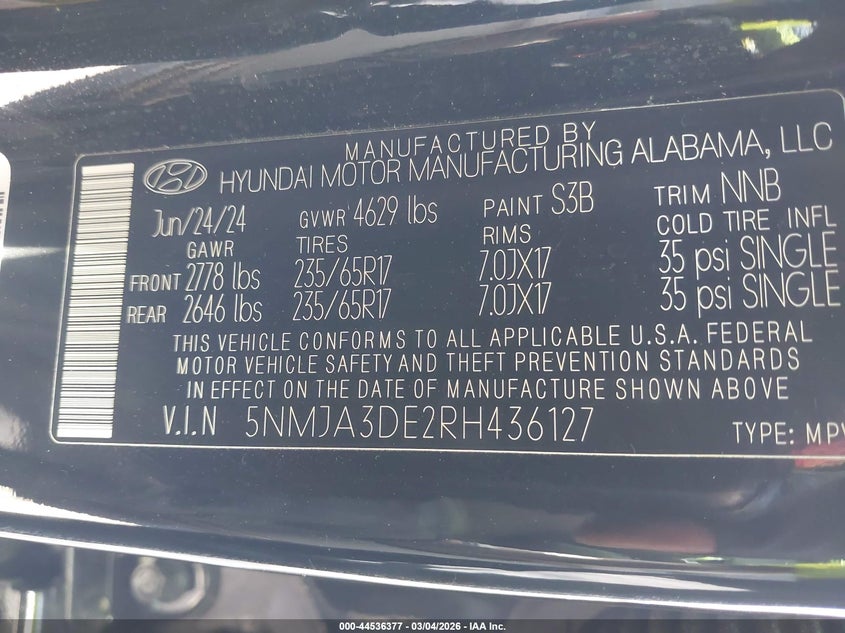 MANUFACTURED BY
HYUNDAI MOTOR MANUFACTURING ALABAMA, LLC
Jun/24/24 GVWR 4629 lbs PAINT S3B TRIM NNB
GAWR TIRES RIMS COLD TIRE INFL
FRONT 2778 lbs 235/65R17 7.0JX17 35 psi SINGLE
REAR 2646 lbs 235/65R17 7.0JX17 35 psi SINGLE
THIS VEHICLE CONFORMS TO ALL APPLICABLE U.S.A. FEDERAL
MOTOR VEHICLE SAFETY AND THEFT PREVENTION STANDARDS
IN EFFECT ON THE DATE OF MANUFACTURE SHOWN ABOVE
V.I.N 5NMJA3DE2RH436127 TYPE: MPV
000-44536377 - 03/04/2026 - IAA Inc.